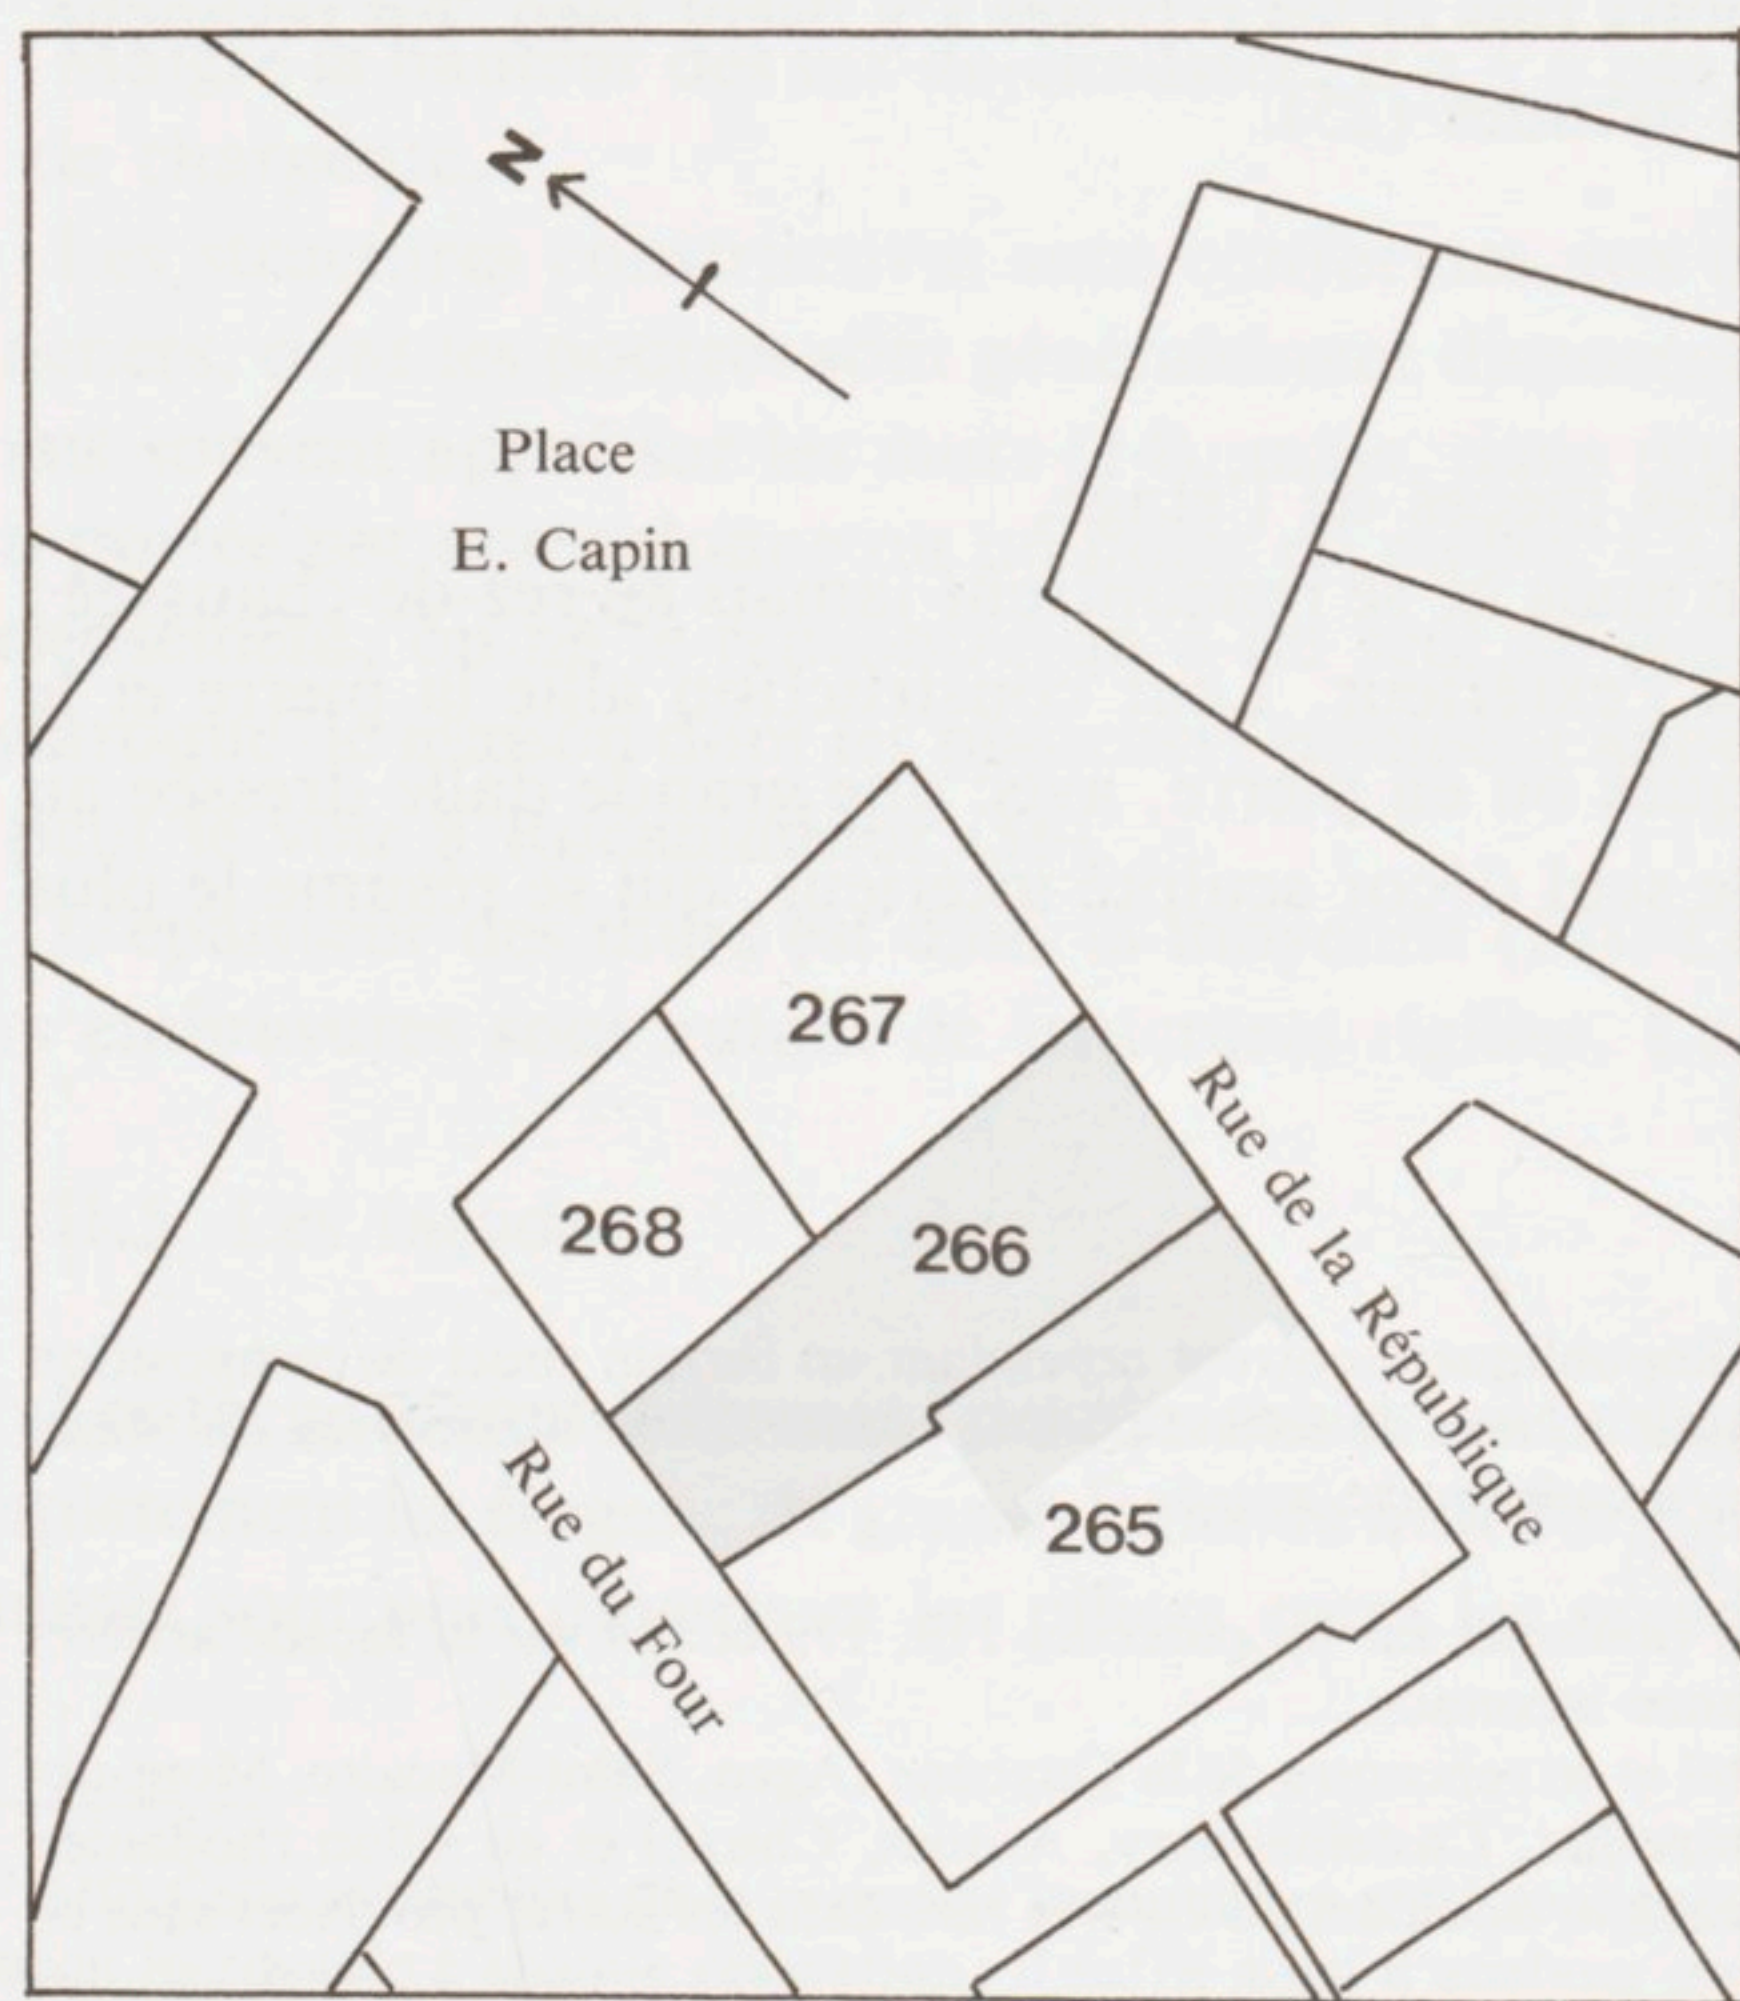 N
Place
E. Capin
267
268
266
Rue de la République
265
Rue du Four